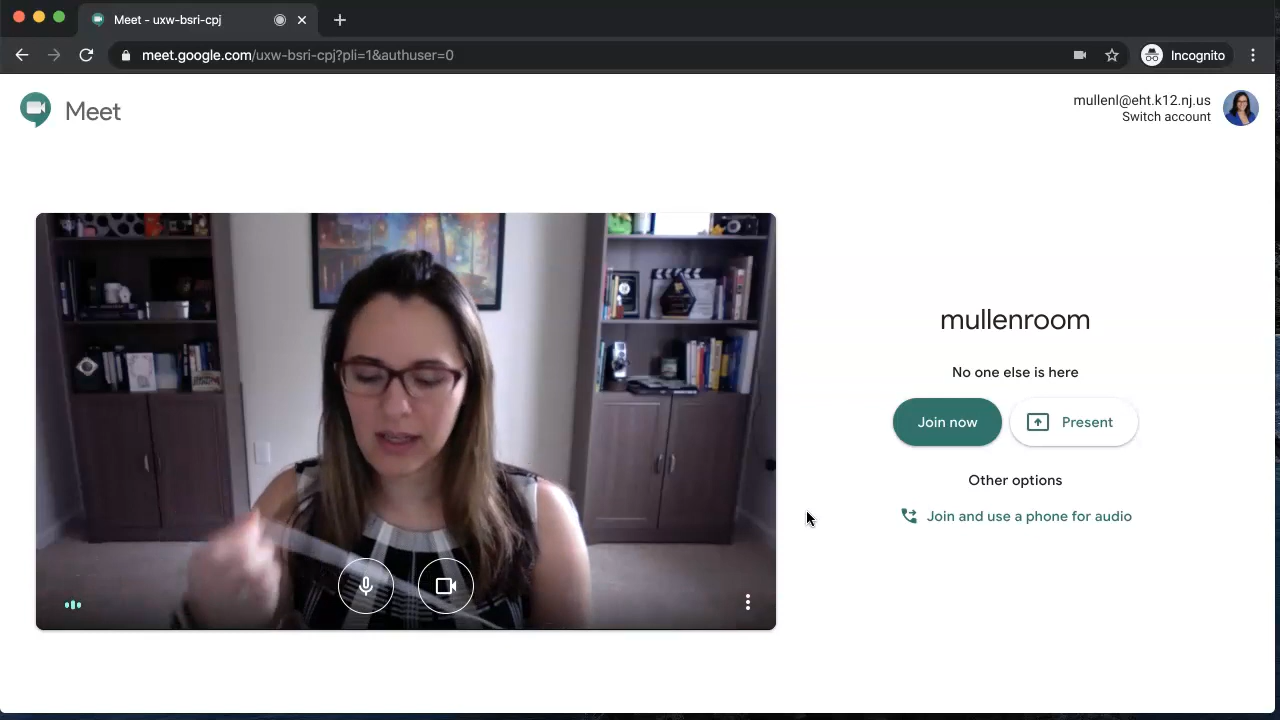 Meet - uxw-bsri-cpj
meet.google.com/uxw-bsri-cpj?pli=1&authuser=0
Incognito
Meet
mullenl@eht.k12.nj.us
Switch account
mullenroom
No one else is here
Join now
Present
Other options
Join and use a phone for audio